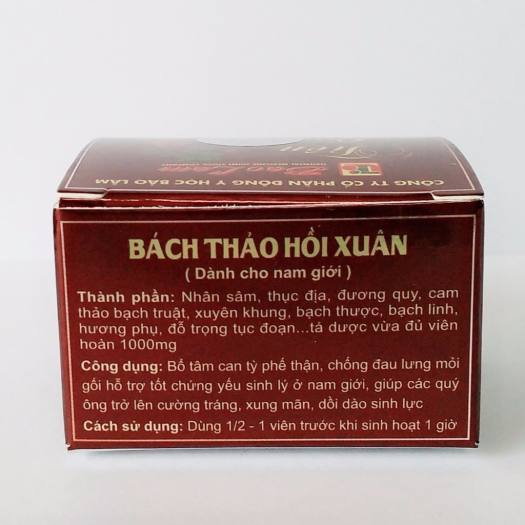 Viên
Bảo Lâm
CÔNG TY CỔ PHẦN ĐÔNG Y HỌC BẢO LÂM
BÁCH THẢO HỒI XUÂN
( Dành cho nam giới )
Thành phần: Nhân sâm, thục địa, đương quy, cam
thảo bạch truật, xuyên khung, bạch thược, bạch linh,
hương phụ, đỗ trọng tục đoạn...tá dược vừa đủ viên
hoàn 1000mg
Công dụng: Bổ tâm can tỳ phế thận, chống đau lưng mỏi
gối hỗ trợ tốt chứng yếu sinh lý ở nam giới, giúp các quý
ông trở lên cường tráng, xung mãn, dồi dào sinh lực
Cách sử dụng: Dùng 1/2 - 1 viên trước khi sinh hoạt 1 giờ